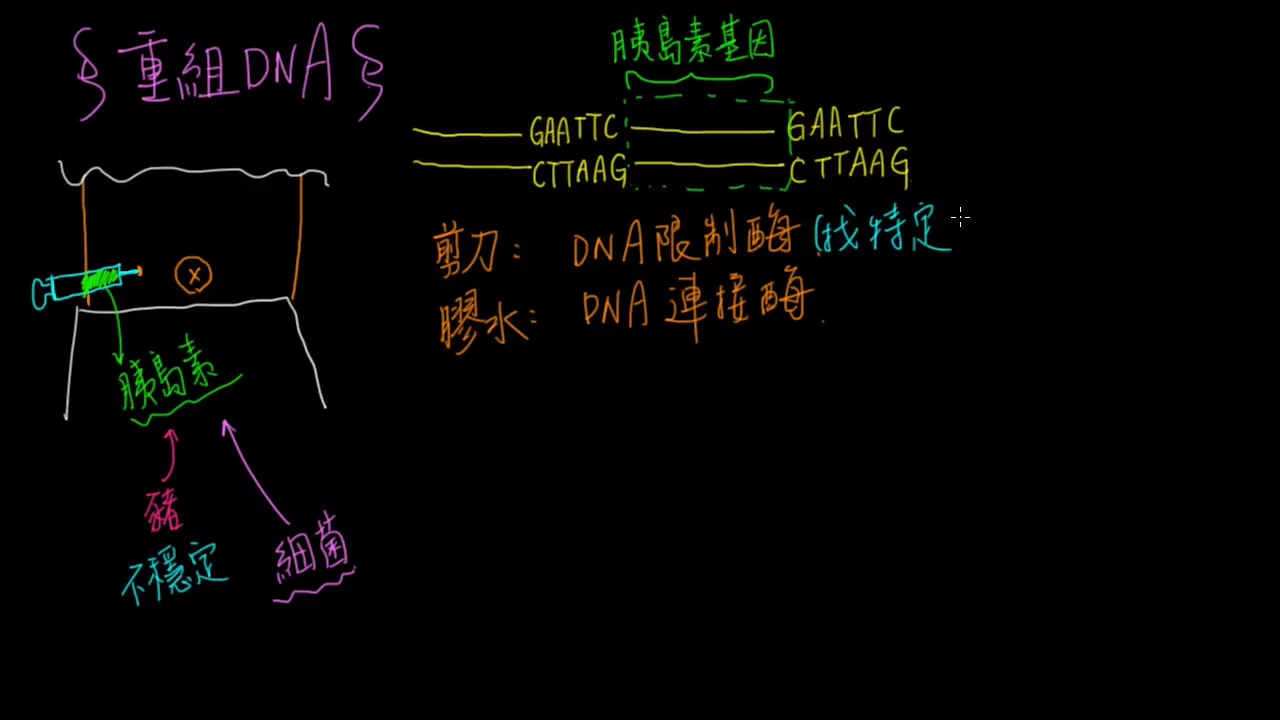 重組DNA
胰島素基因
GAATTC GAATTC
CTTAAG CTTAAG
剪刀: DNA限制酶 (找特定
膠水: DNA連接酶
x
胰島素
豬
不穩定
細菌